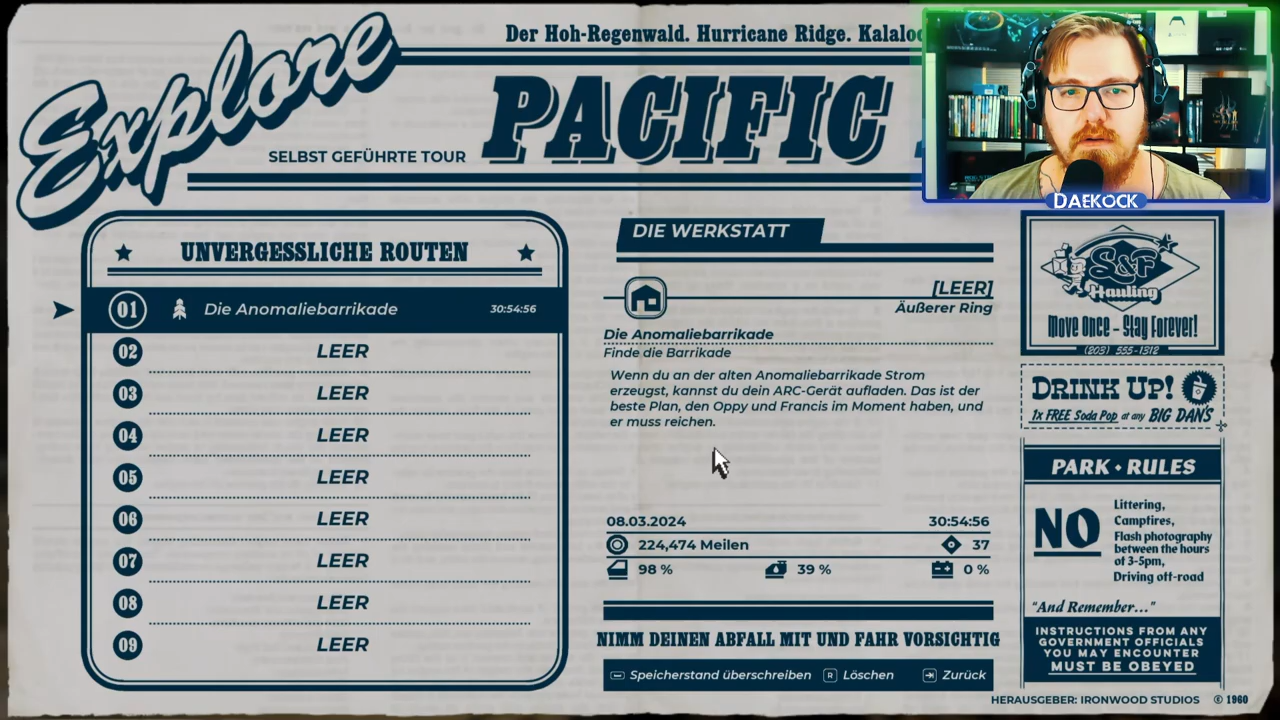 Explore
Der Hoh-Regenwald. Hurricane Ridge.
PACIFIC
SELBST GEFÜHRTE TOUR
DAEKOCK
UNVERGESSLICHE ROUTEN
01 Die Anomaliebarrikade 30:54:56
02 LEER
03 LEER
04 LEER
05 LEER
06 LEER
07 LEER
08 LEER
09 LEER
DIE WERKSTATT
[LEER]
Äußerer Ring
Die Anomaliebarrikade
Finde die Barrikade
Wenn du an der alten Anomaliebarrikade Strom
erzeugst, kannst du dein ARC-Gerät aufladen. Das ist der
beste Plan, den Oppy und Francis im Moment haben, und
er muss reichen.
08.03.2024 30:54:56
224,474 Meilen 37
98 % 39 % 0 %
NIMM DEINEN ABFALL MIT UND FAHR VORSICHTIG
Speicherstand überschreiben R Löschen Zurück
S&F
Hauling
Move Once - Stay Forever!
(203) 555-1312
DRINK UP!
1x FREE Soda Pop at any BIG DAN'S
PARK • RULES
NO
Littering,
Campfires,
Flash photography
between the hours
of 3-5pm,
Driving off-road
"And Remember..."
INSTRUCTIONS FROM ANY
GOVERNMENT OFFICIALS
YOU MAY ENCOUNTER
MUST BE OBEYED
HERAUSGEBER: IRONWOOD STUDIOS © 1960